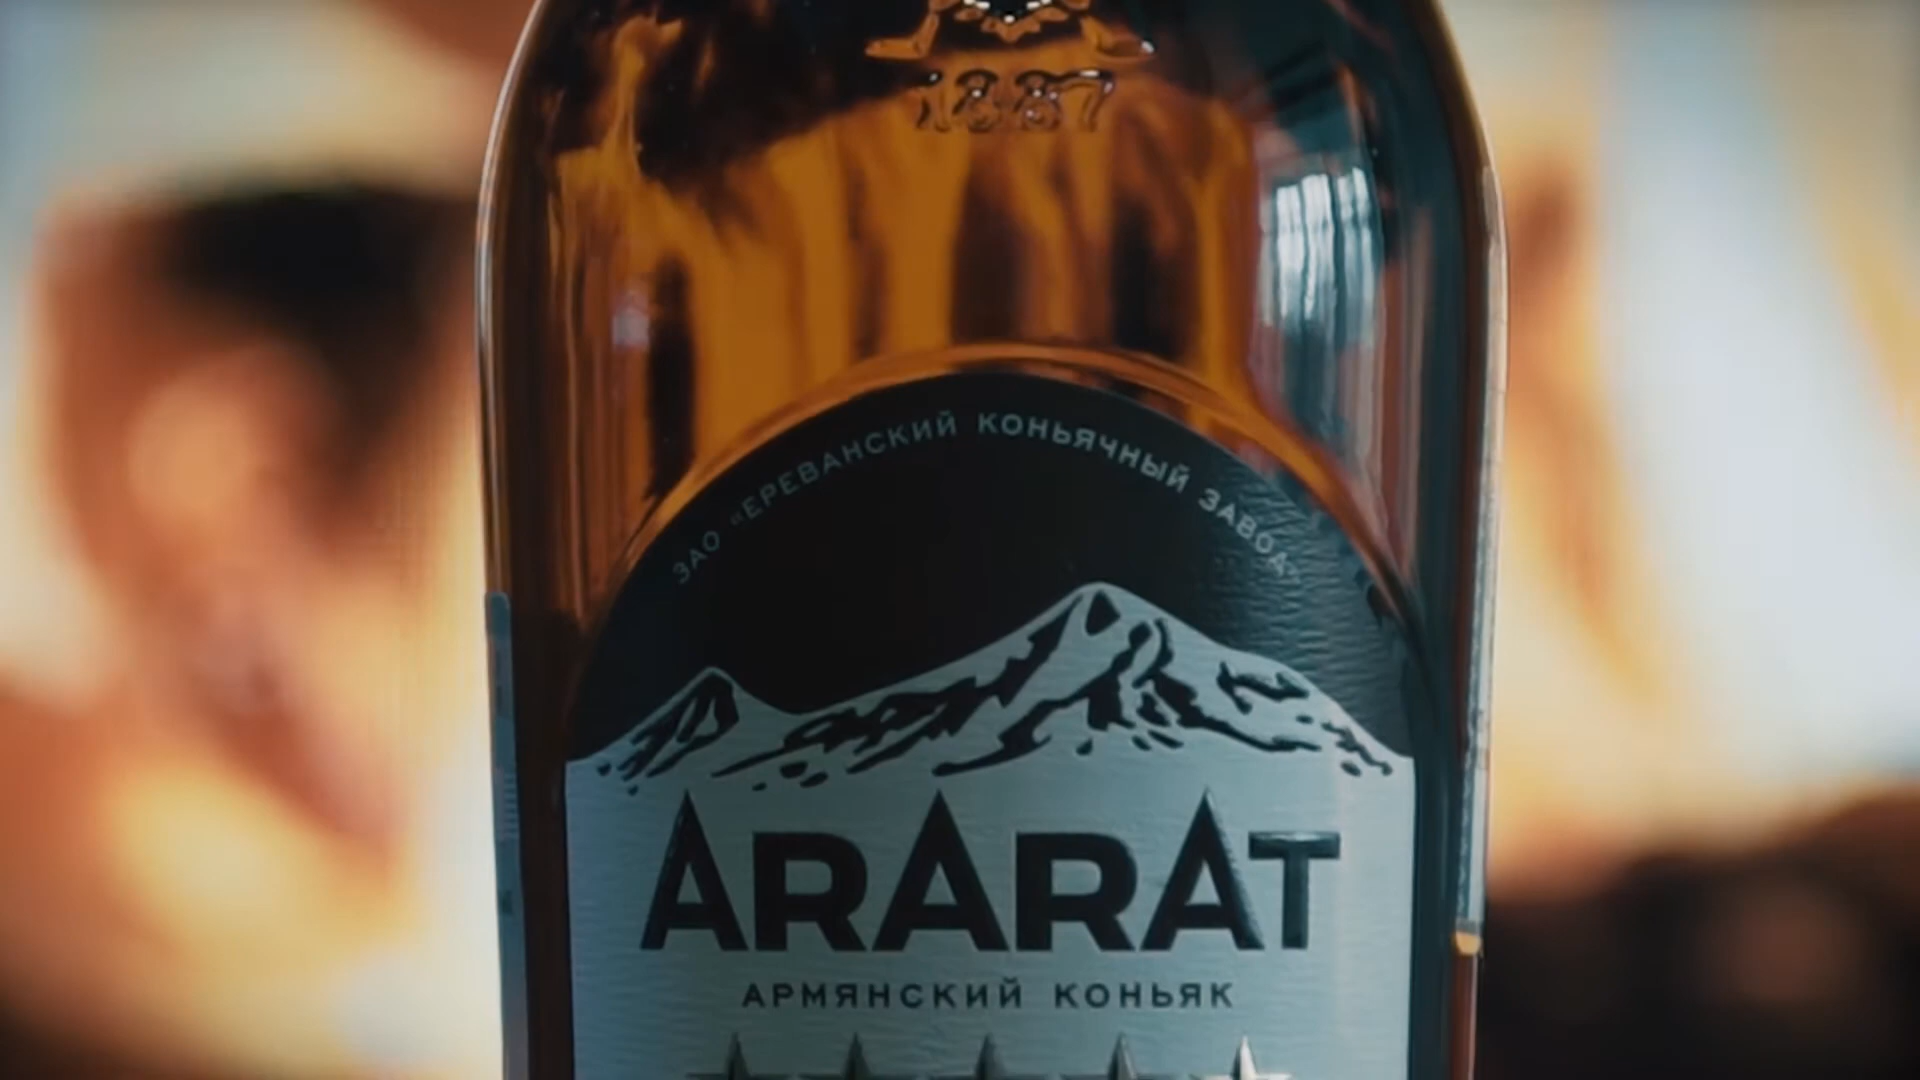 1887
ЗАО «ЕРЕВАНСКИЙ КОНЬЯЧНЫЙ ЗАВОД»
ARARAT
АРМЯНСКИЙ КОНЬЯК